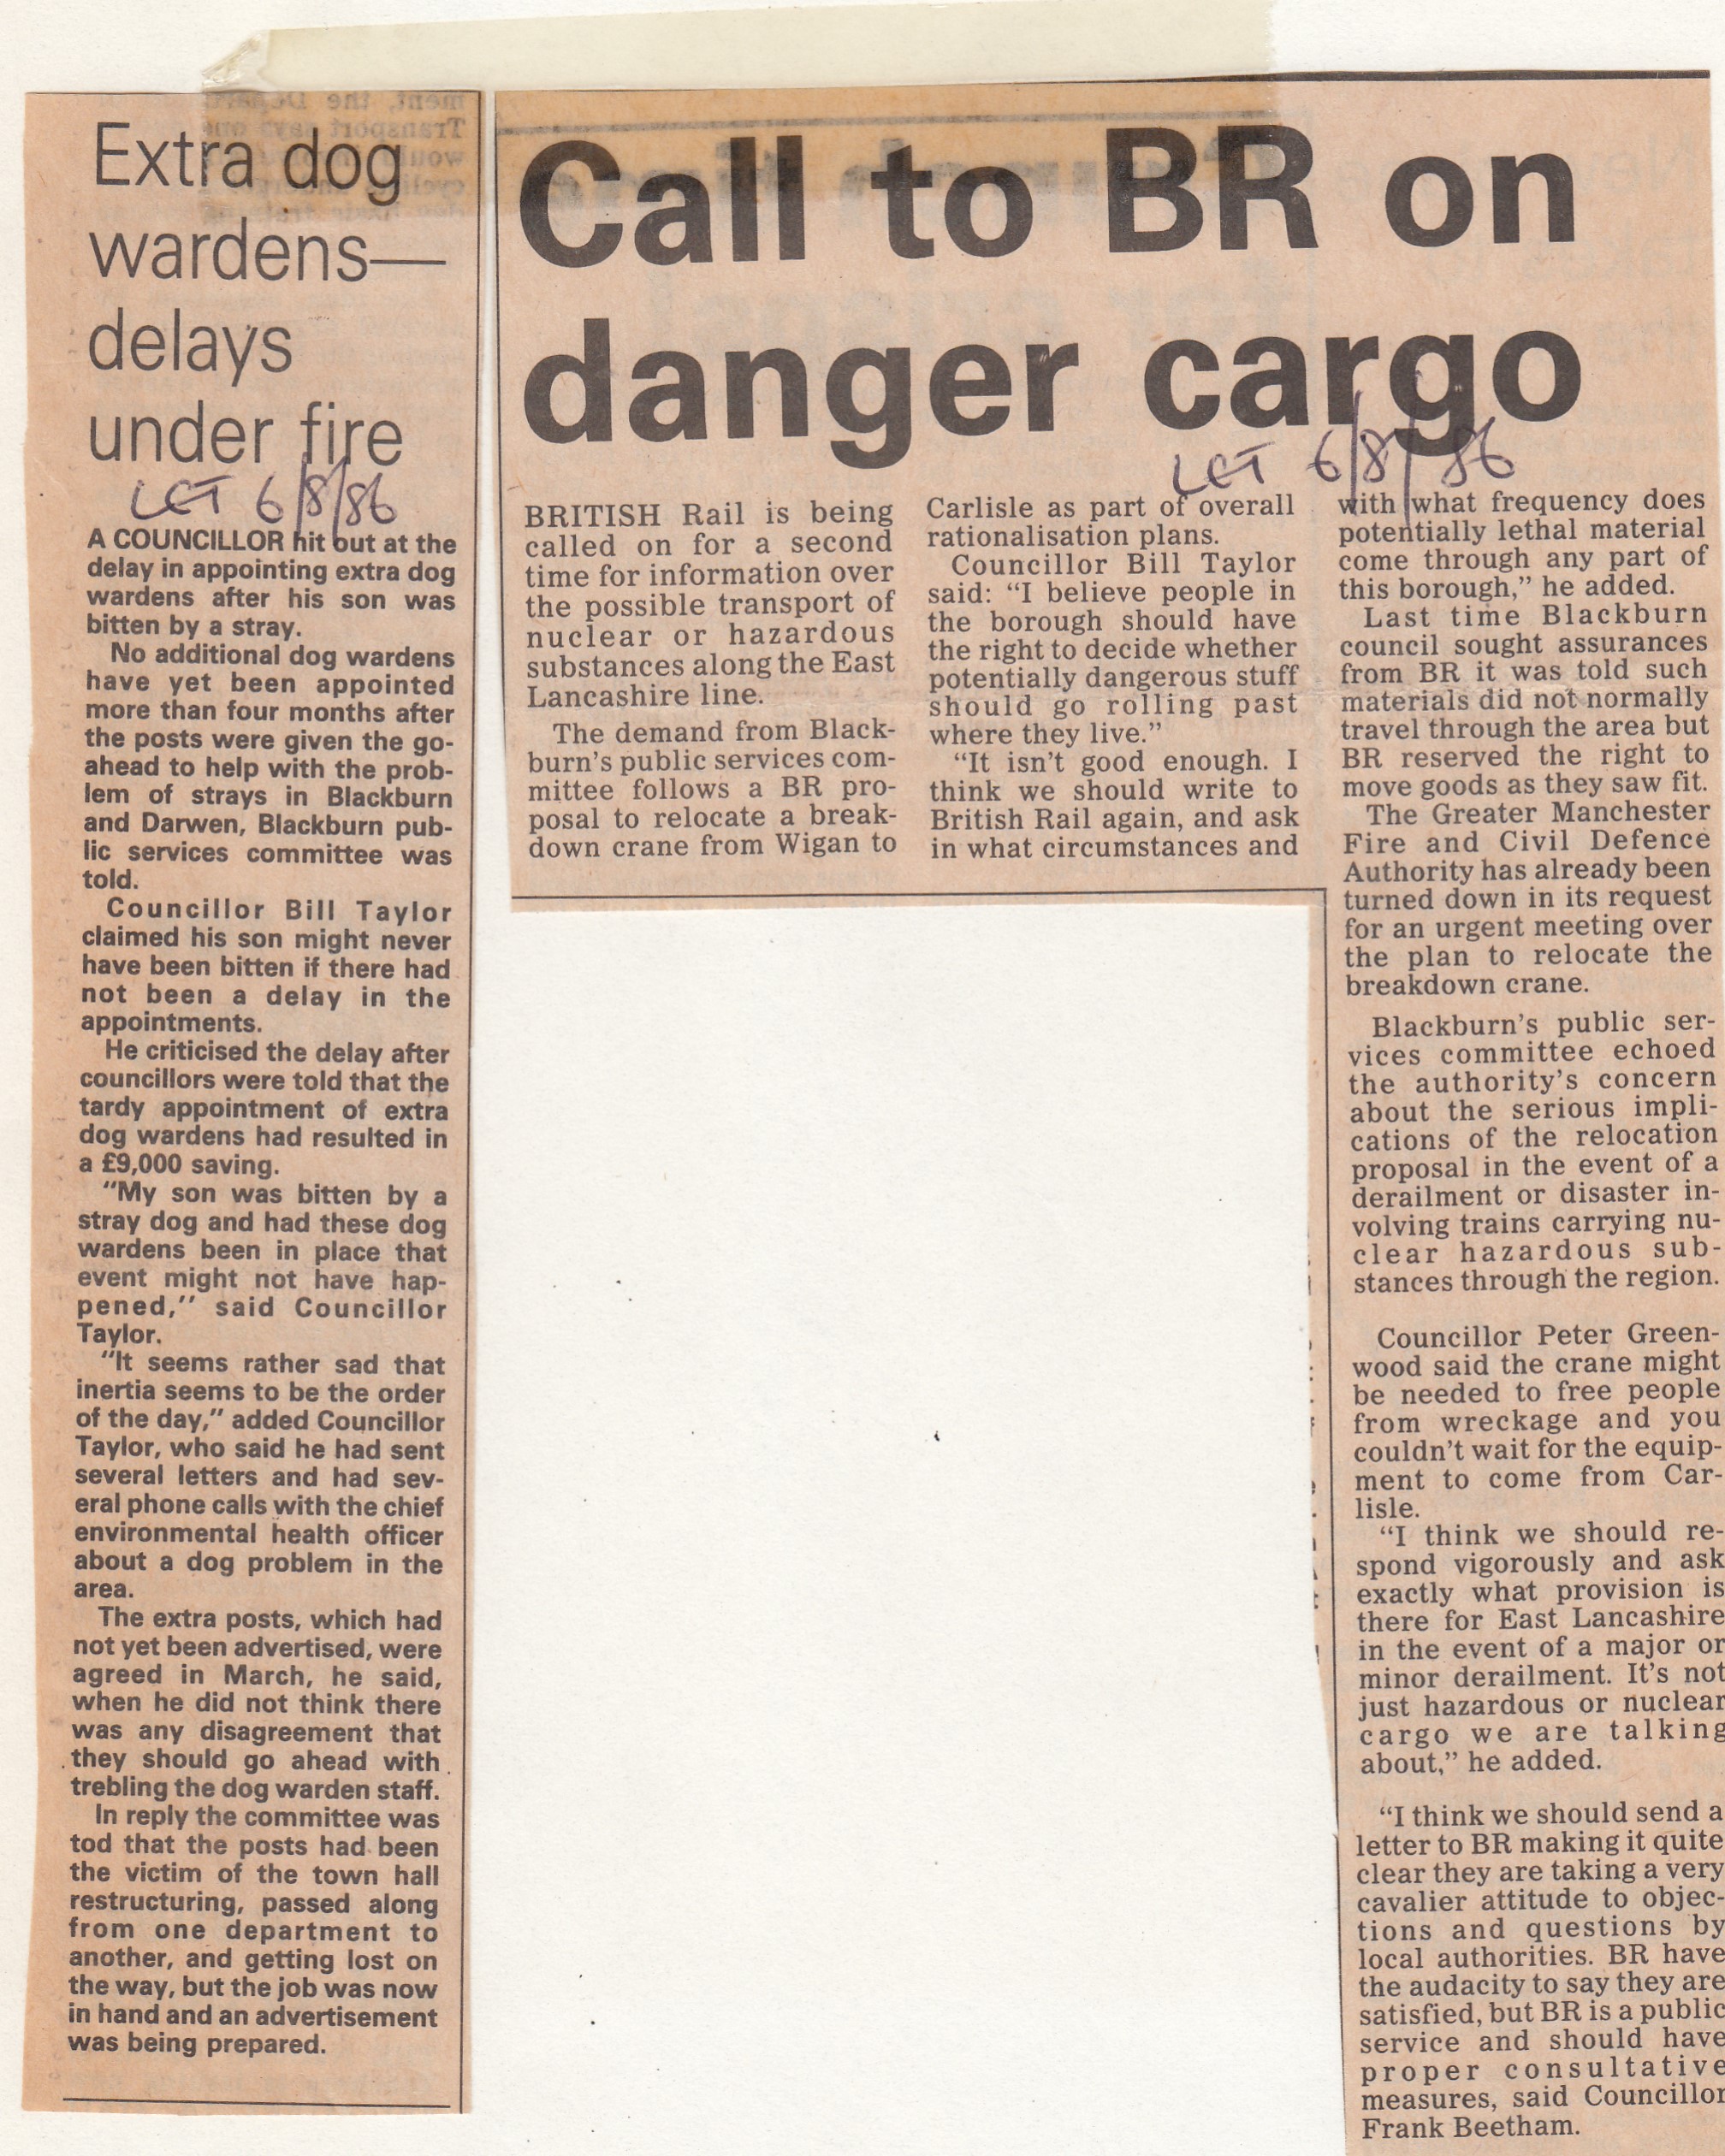 Extra dog
wardens—
delays
under fire
LET 6/8/86
A COUNCILLOR hit out at the
delay in appointing extra dog
wardens after his son was
bitten by a stray.
No additional dog wardens
have yet been appointed
more than four months after
the posts were given the go-
ahead to help with the prob-
lem of strays in Blackburn
and Darwen, Blackburn pub-
lic services committee was
told.
Councillor Bill Taylor
claimed his son might never
have been bitten if there had
not been a delay in the
appointments.
He criticised the delay after
councillors were told that the
tardy appointment of extra
dog wardens had resulted in
a £9,000 saving.
“My son was bitten by a
stray dog and had these dog
wardens been in place that
event might not have hap-
pened,” said Councillor
Taylor.
“It seems rather sad that
inertia seems to be the order
of the day,” added Councillor
Taylor, who said he had sent
several letters and had sev-
eral phone calls with the chief
environmental health officer
about a dog problem in the
area.
The extra posts, which had
not yet been advertised, were
agreed in March, he said,
when he did not think there
was any disagreement that
they should go ahead with
trebling the dog warden staff.
In reply the committee was
tod that the posts had been
the victim of the town hall
restructuring, passed along
from one department to
another, and getting lost on
the way, but the job was now
in hand and an advertisement
was being prepared.
Call to BR on
danger cargo
LET 6/8/86
BRITISH Rail is being
called on for a second
time for information over
the possible transport of
nuclear or hazardous
substances along the East
Lancashire line.
The demand from Black-
burn’s public services com-
mittee follows a BR pro-
posal to relocate a break-
down crane from Wigan to
Carlisle as part of overall
rationalisation plans.
Councillor Bill Taylor
said: “I believe people in
the borough should have
the right to decide whether
potentially dangerous stuff
should go rolling past
where they live.”
“It isn’t good enough. I
think we should write to
British Rail again, and ask
in what circumstances and
with what frequency does
potentially lethal material
come through any part of
this borough,” he added.
Last time Blackburn
council sought assurances
from BR it was told such
materials did not normally
travel through the area but
BR reserved the right to
move goods as they saw fit.
The Greater Manchester
Fire and Civil Defence
Authority has already been
turned down in its request
for an urgent meeting over
the plan to relocate the
breakdown crane.
Blackburn’s public ser-
vices committee echoed
the authority’s concern
about the serious impli-
cations of the relocation
proposal in the event of a
derailment or disaster in-
volving trains carrying nu-
clear hazardous sub-
stances through the region.
Councillor Peter Green-
wood said the crane might
be needed to free people
from wreckage and you
couldn’t wait for the equip-
ment to come from Car-
lisle.
“I think we should re-
spond vigorously and ask
exactly what provision is
there for East Lancashire
in the event of a major or
minor derailment. It’s not
just hazardous or nuclear
cargo we are talking
about,” he added.
“I think we should send a
letter to BR making it quite
clear they are taking a very
cavalier attitude to objec-
tions and questions by
local authorities. BR have
the audacity to say they are
satisfied, but BR is a public
service and should have
proper consultative
measures, said Councillor
Frank Beetham.